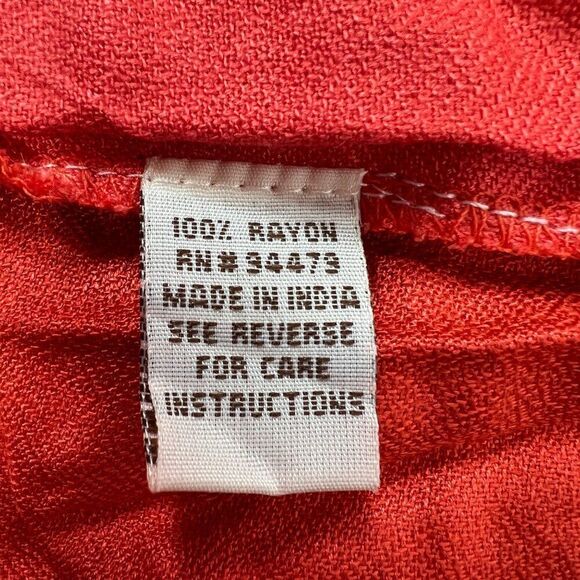 100% RAYON
RN# 34473
MADE IN INDIA
SEE REVERSE
FOR CARE
INSTRUCTIONS